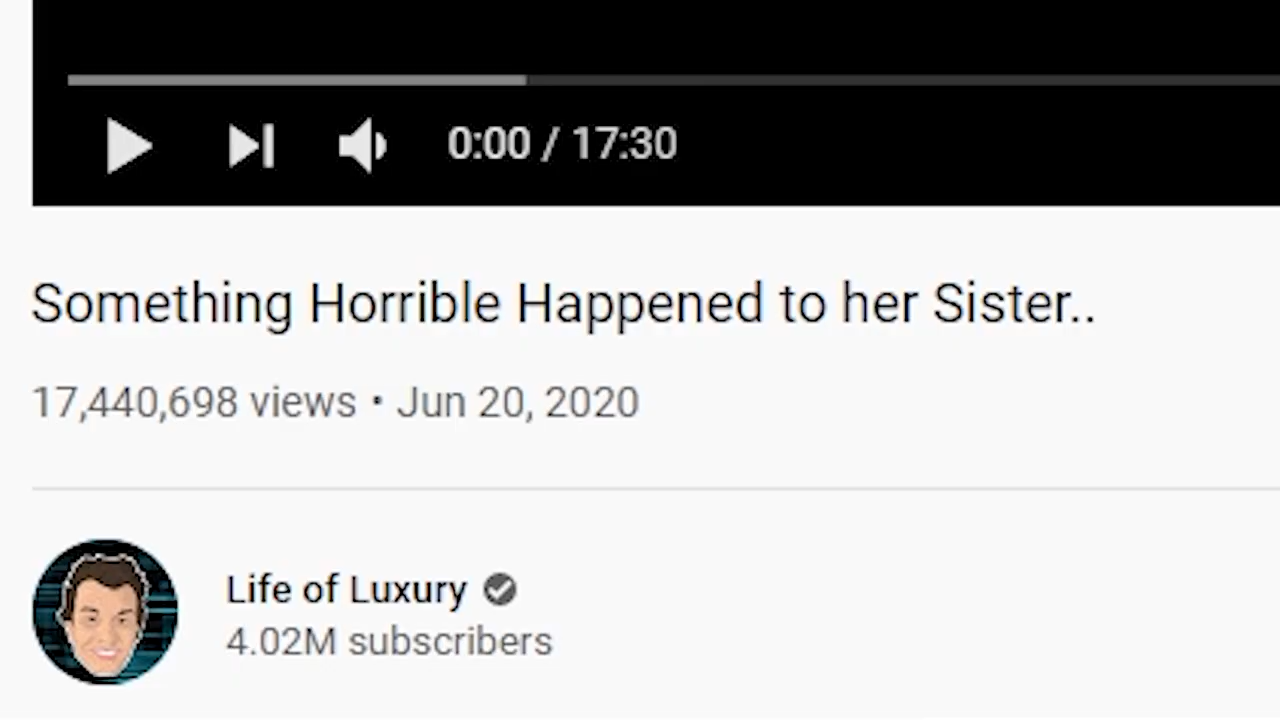 0:00 / 17:30
Something Horrible Happened to her Sister..
17,440,698 views • Jun 20, 2020
Life of Luxury
4.02M subscribers